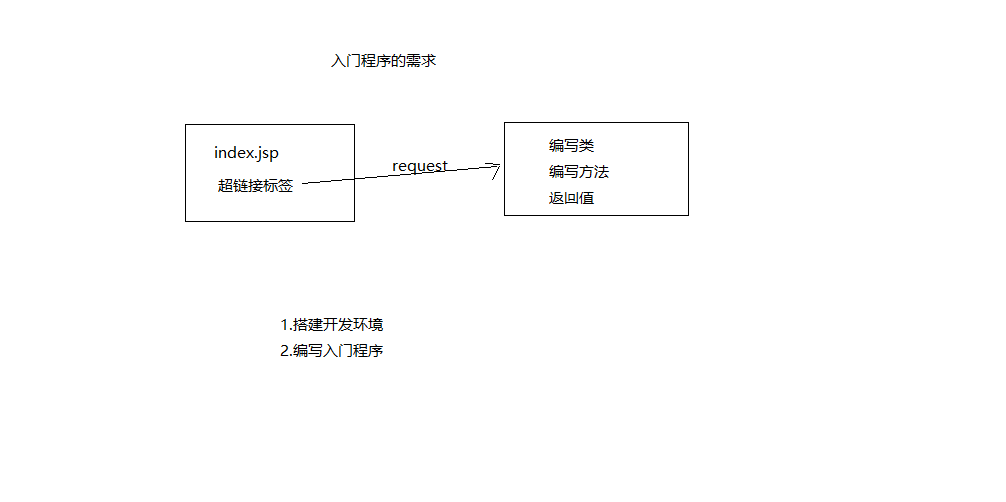 入门程序的需求
index.jsp
超链接标签
request
编写类
编写方法
返回值
1.搭建开发环境
2.编写入门程序